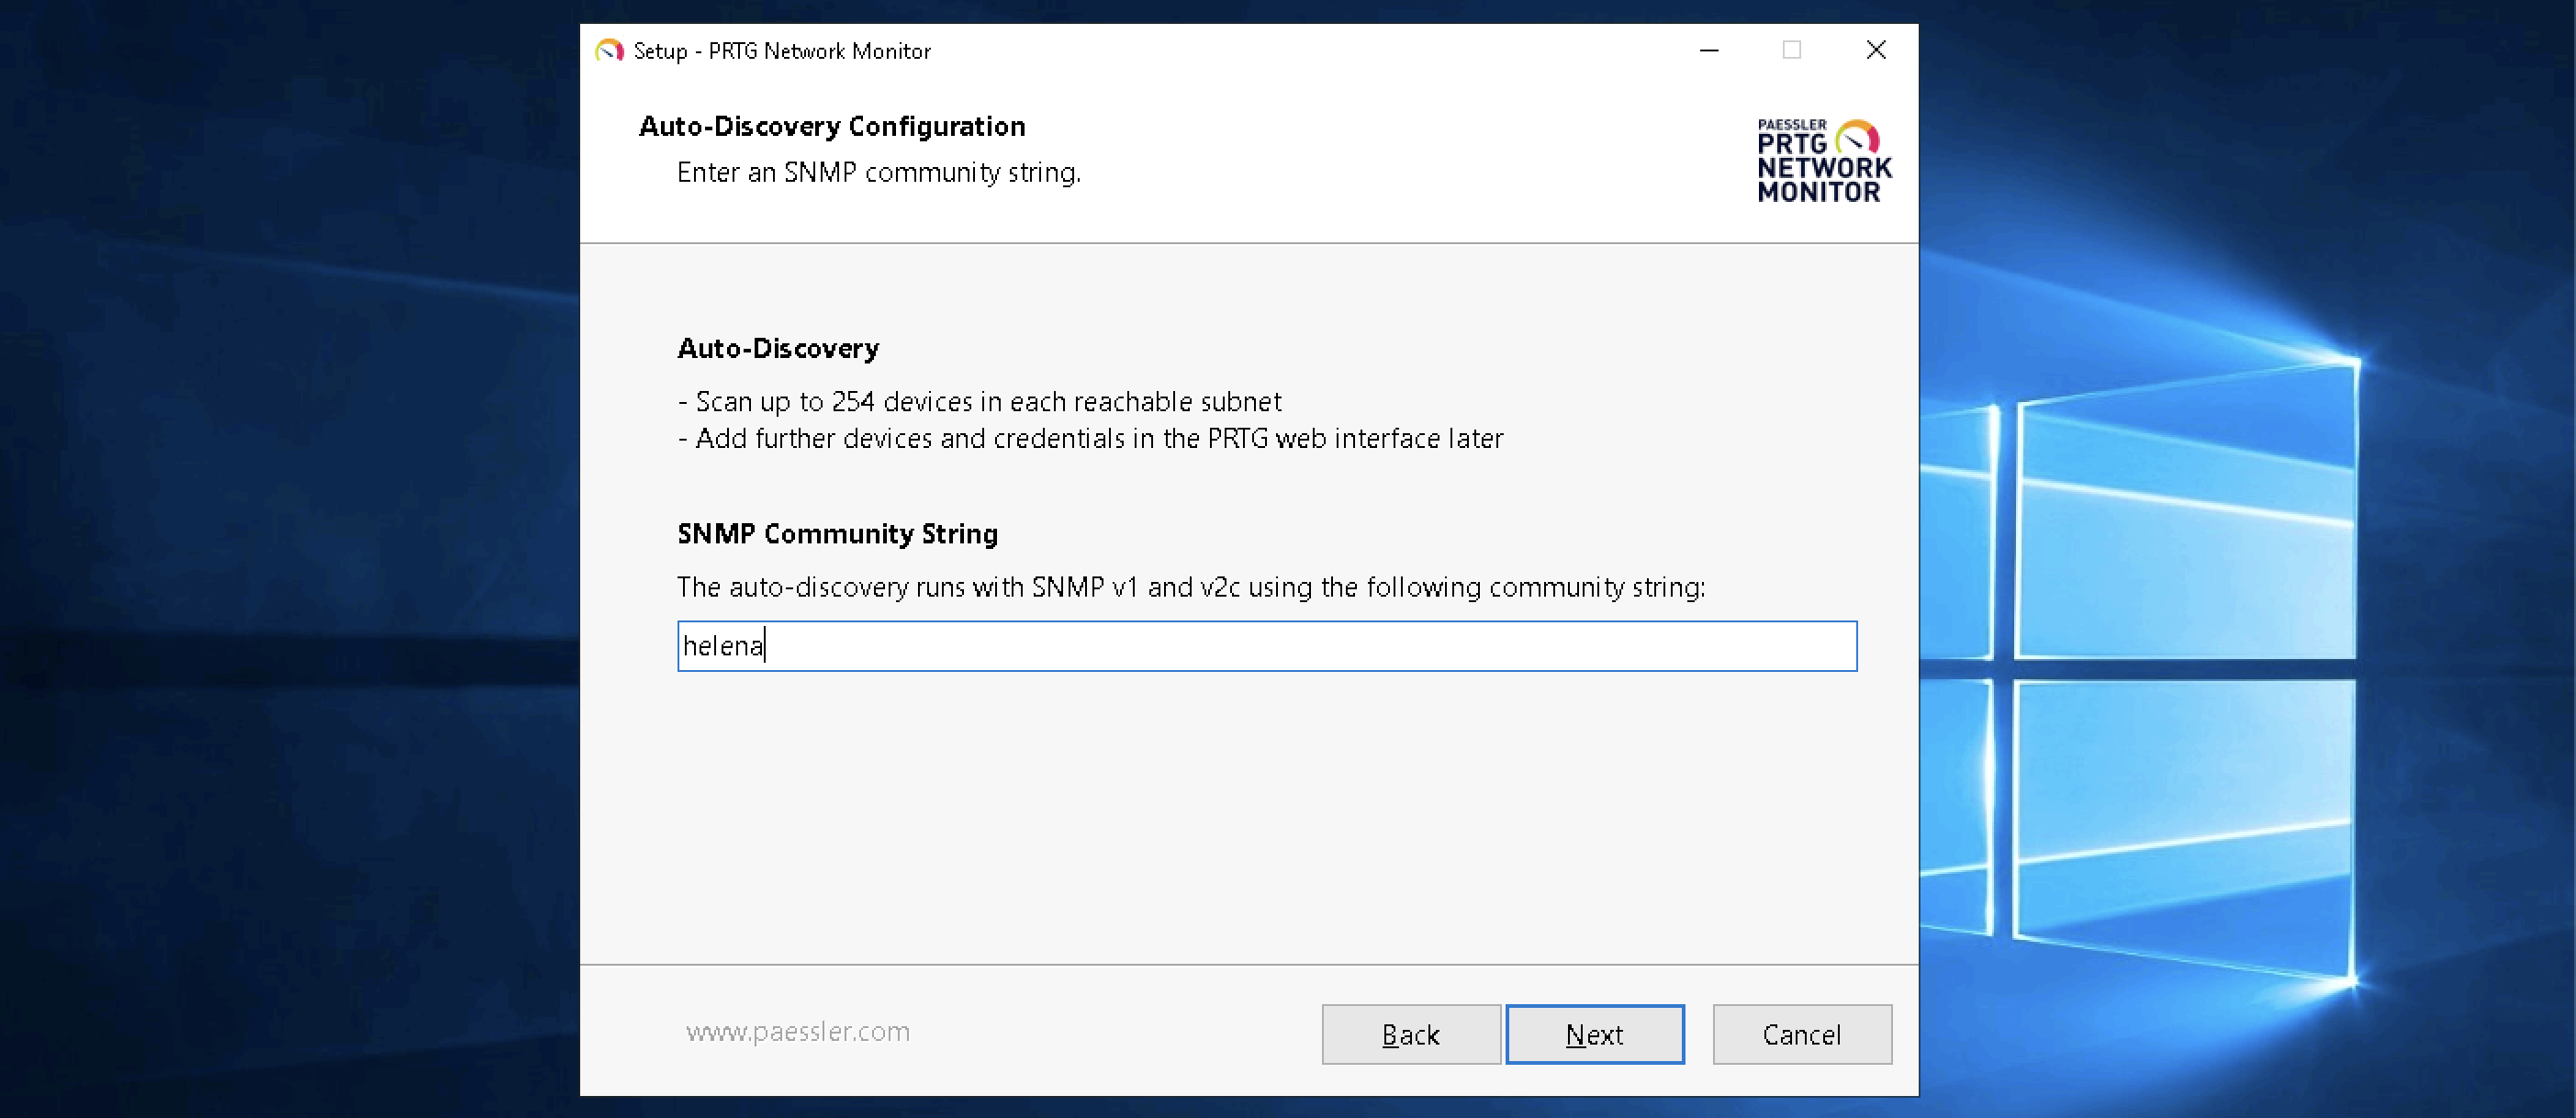 Setup - PRTG Network Monitor
Auto-Discovery Configuration
Enter an SNMP community string.
PAESSLER
PRTG
NETWORK
MONITOR
Auto-Discovery
- Scan up to 254 devices in each reachable subnet
- Add further devices and credentials in the PRTG web interface later
SNMP Community String
The auto-discovery runs with SNMP v1 and v2c using the following community string:
helena
www.paessler.com
Back
Next
Cancel